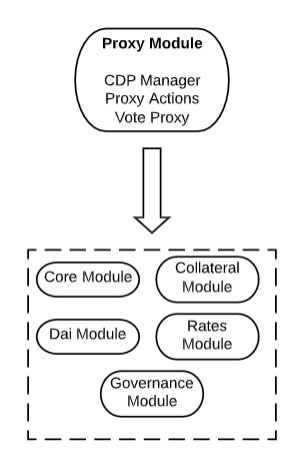 Proxy Module
CDP Manager
Proxy Actions
Vote Proxy
Core Module
Collateral
Module
Dai Module
Rates
Module
Governance
Module